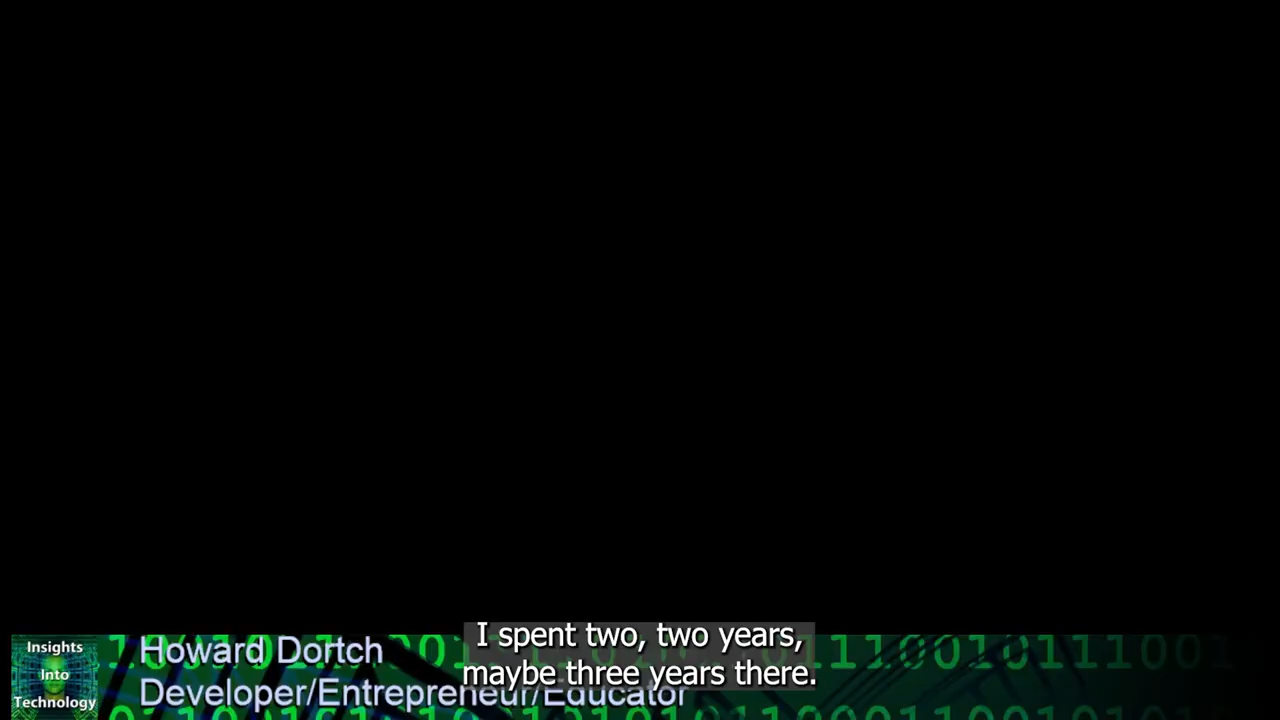 I spent two, two years,
maybe three years there.
Howard Dortch
Developer/Entrepreneur/Educator
Insights
Into
Technology